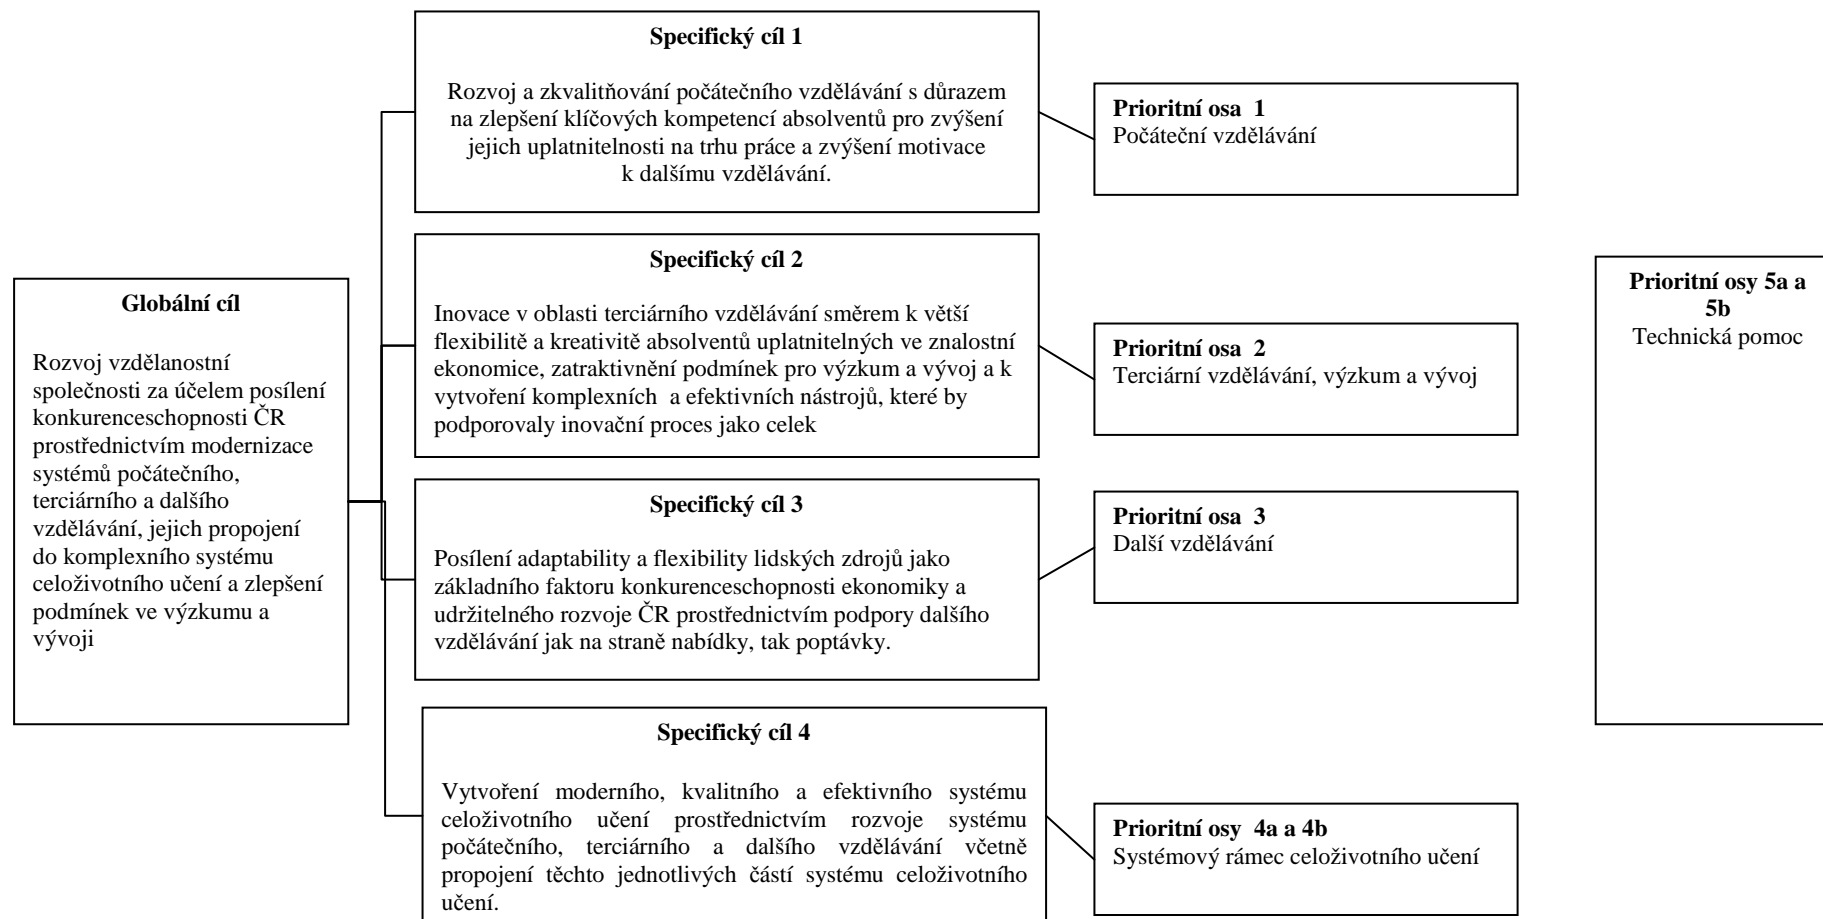 Globální cíl
Rozvoj vzdělanostní
společnosti za účelem posílení
konkurenceschopnosti ČR
prostřednictvím modernizace
systémů počátečního,
terciárního a dalšího
vzdělávání, jejich propojení
do komplexního systému
celoživotního učení a zlepšení
podmínek ve výzkumu a
vývoji
Specifický cíl 1
Rozvoj a zkvalitňování počátečního vzdělávání s důrazem
na zlepšení klíčových kompetencí absolventů pro zvýšení
jejich uplatnitelnosti na trhu práce a zvýšení motivace
k dalšímu vzdělávání.
Specifický cíl 2
Inovace v oblasti terciárního vzdělávání směrem k větší
flexibilitě a kreativitě absolventů uplatnitelných ve znalostní
ekonomice, zatraktivnění podmínek pro výzkum a vývoj a k
vytvoření komplexních  a efektivních nástrojů, které by
podporovaly inovační proces jako celek
Specifický cíl 3
Posílení adaptability a flexibility lidských zdrojů jako
základního faktoru konkurenceschopnosti ekonomiky a
udržitelného rozvoje ČR prostřednictvím podpory dalšího
vzdělávání jak na straně nabídky, tak poptávky.
Specifický cíl 4
Vytvoření moderního, kvalitního a efektivního systému
celoživotního učení prostřednictvím rozvoje systému
počátečního, terciárního a dalšího vzdělávání včetně
propojení těchto jednotlivých částí systému celoživotního
učení.
Prioritní osa  1
Počáteční vzdělávání
Prioritní osa  2
Terciární vzdělávání, výzkum a vývoj
Prioritní osa  3
Další vzdělávání
Prioritní osy  4a a 4b
Systémový rámec celoživotního učení
Prioritní osy 5a a
5b
Technická pomoc